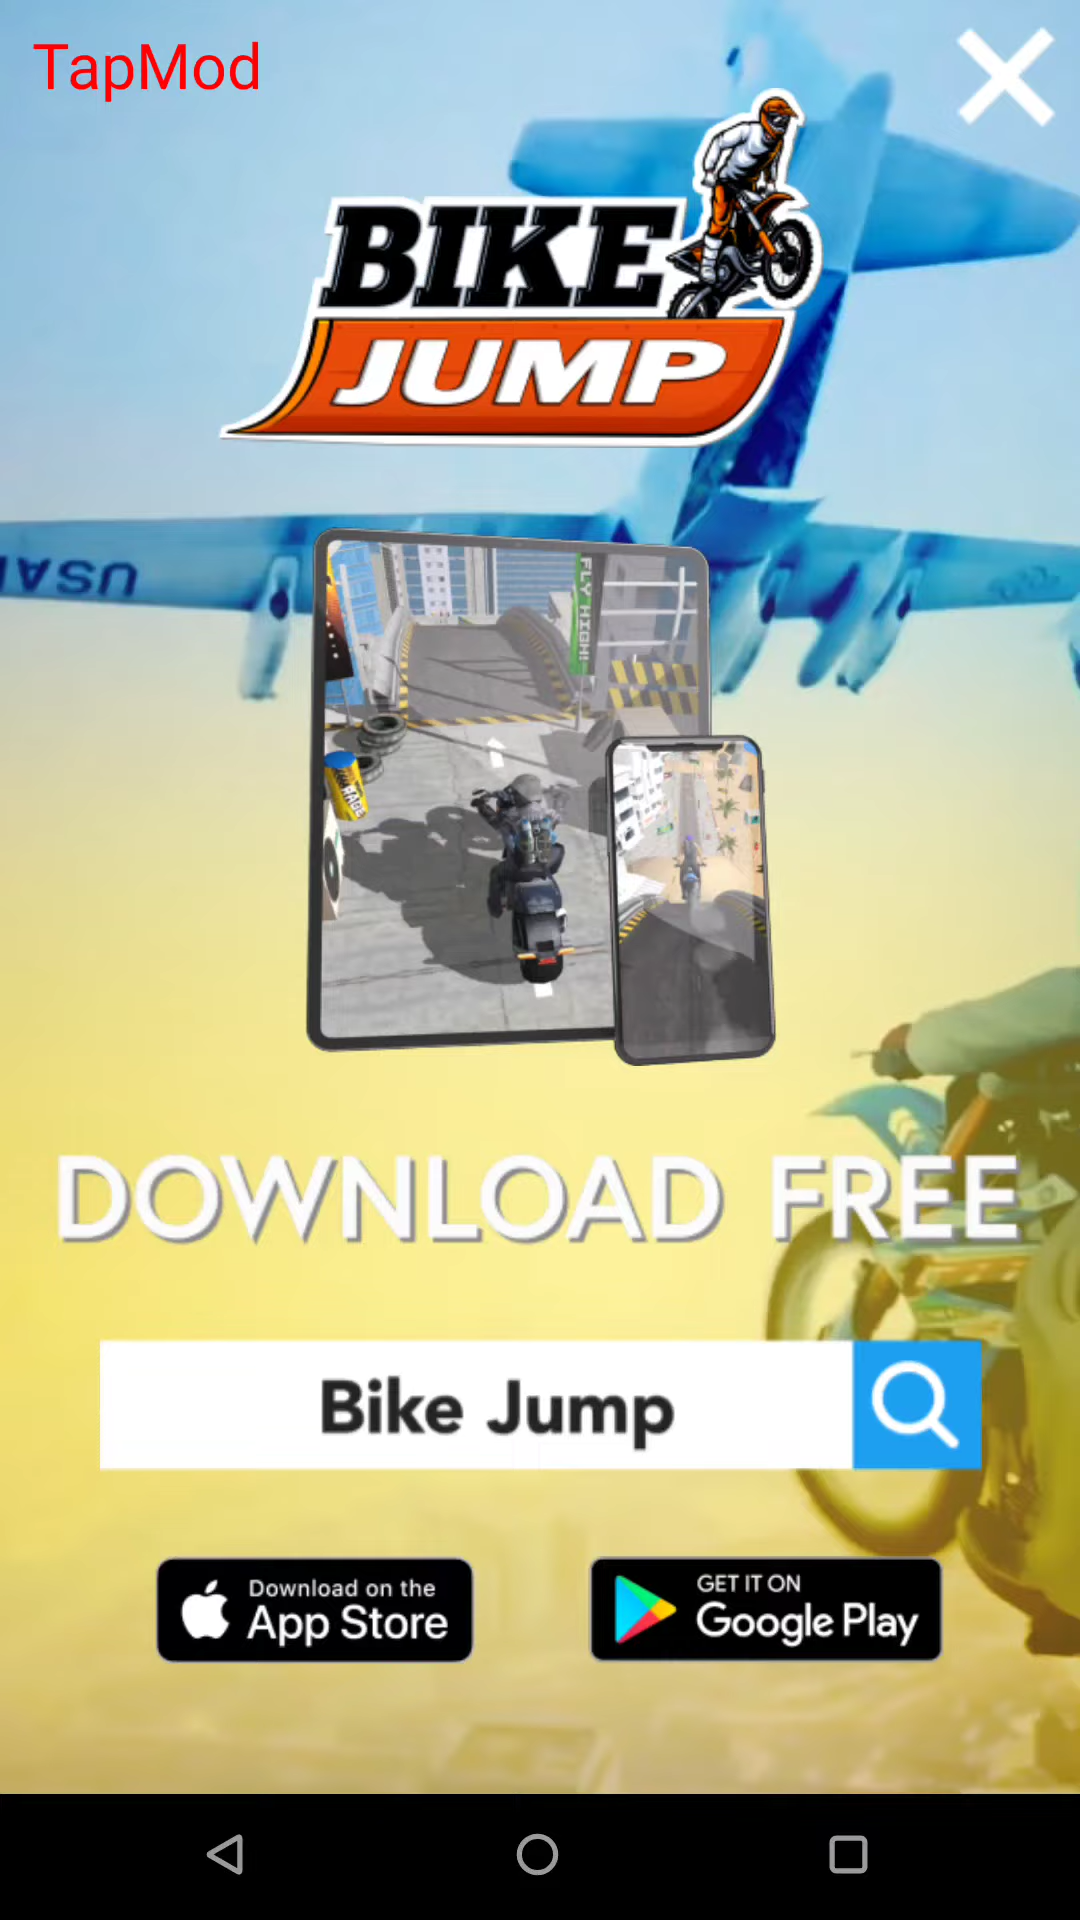 TapMod
BIKE
JUMP
USA
FLY HIGH!
DOWNLOAD FREE
Bike Jump
Download on the
App Store
GET IT ON
Google Play